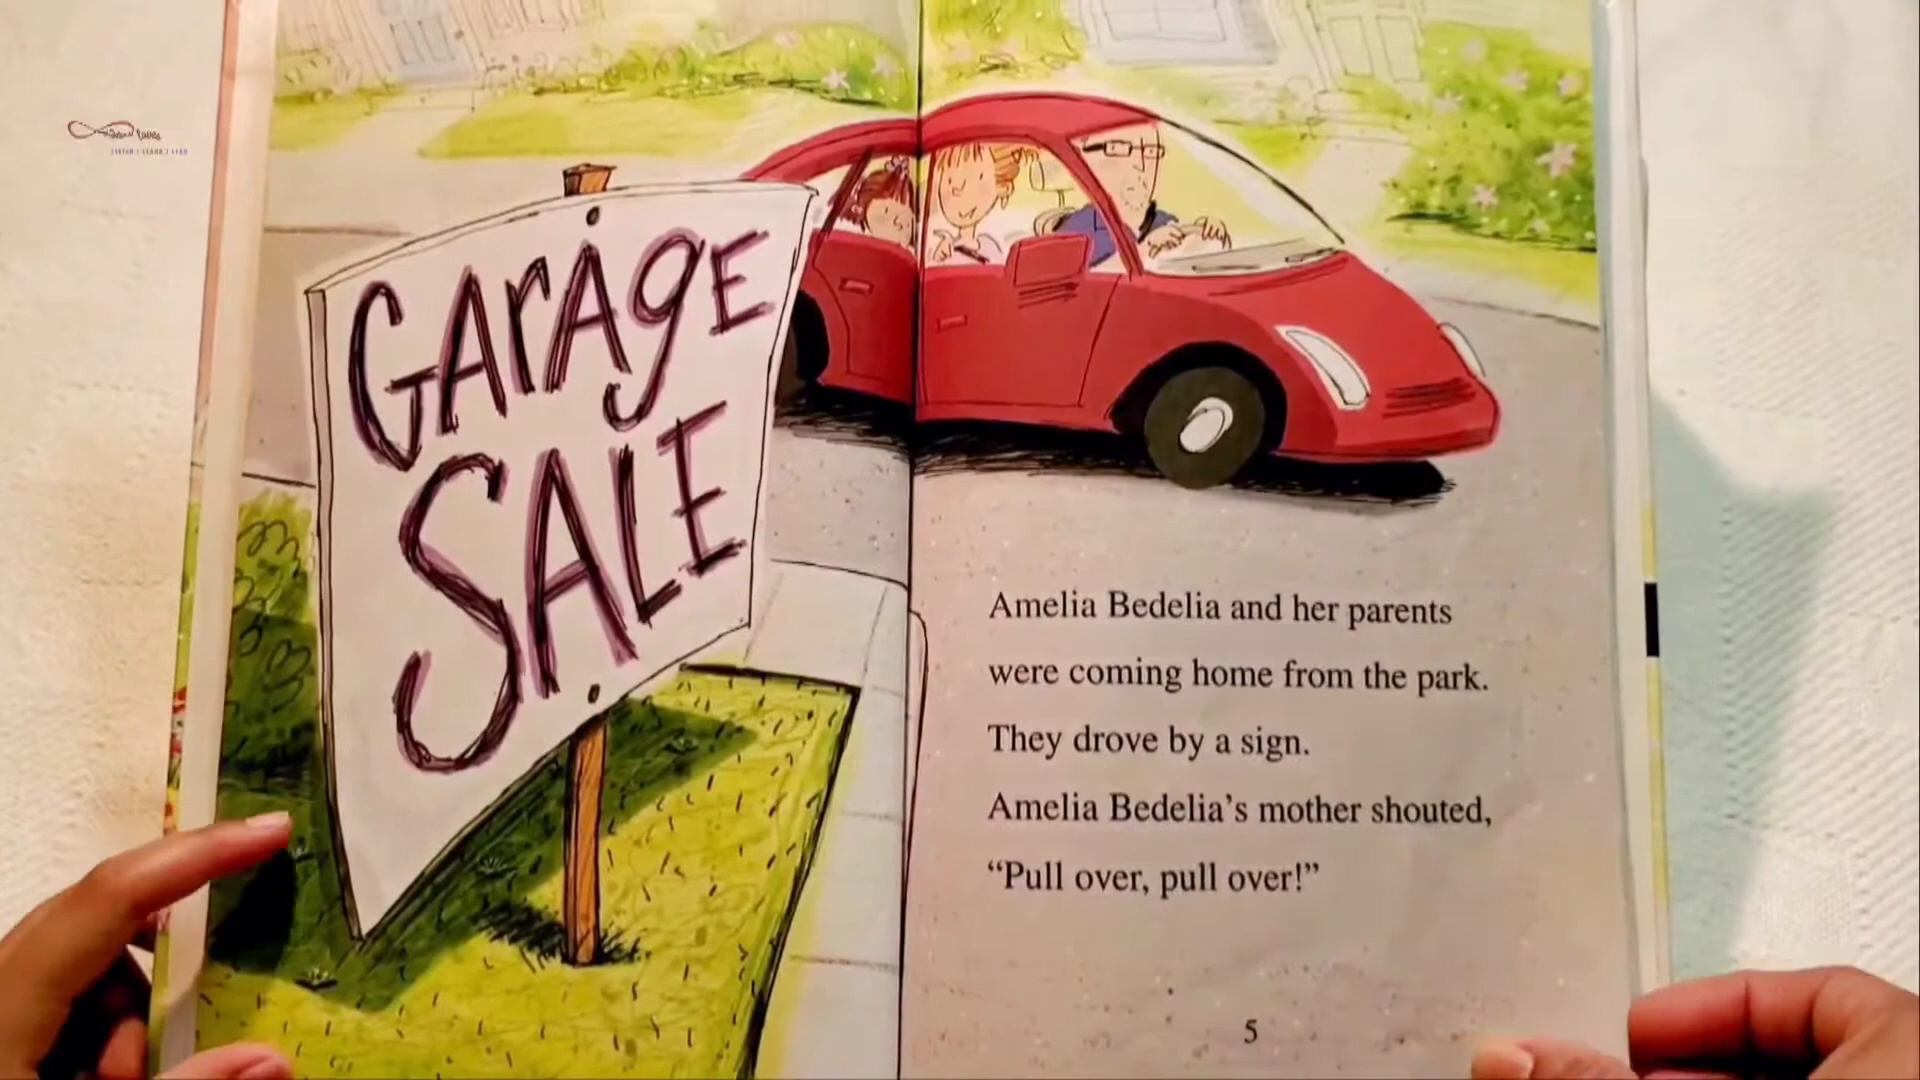 GArAgE
SALE
Amelia Bedelia and her parents
were coming home from the park.
They drove by a sign.
Amelia Bedelia’s mother shouted,
“Pull over, pull over!”
5